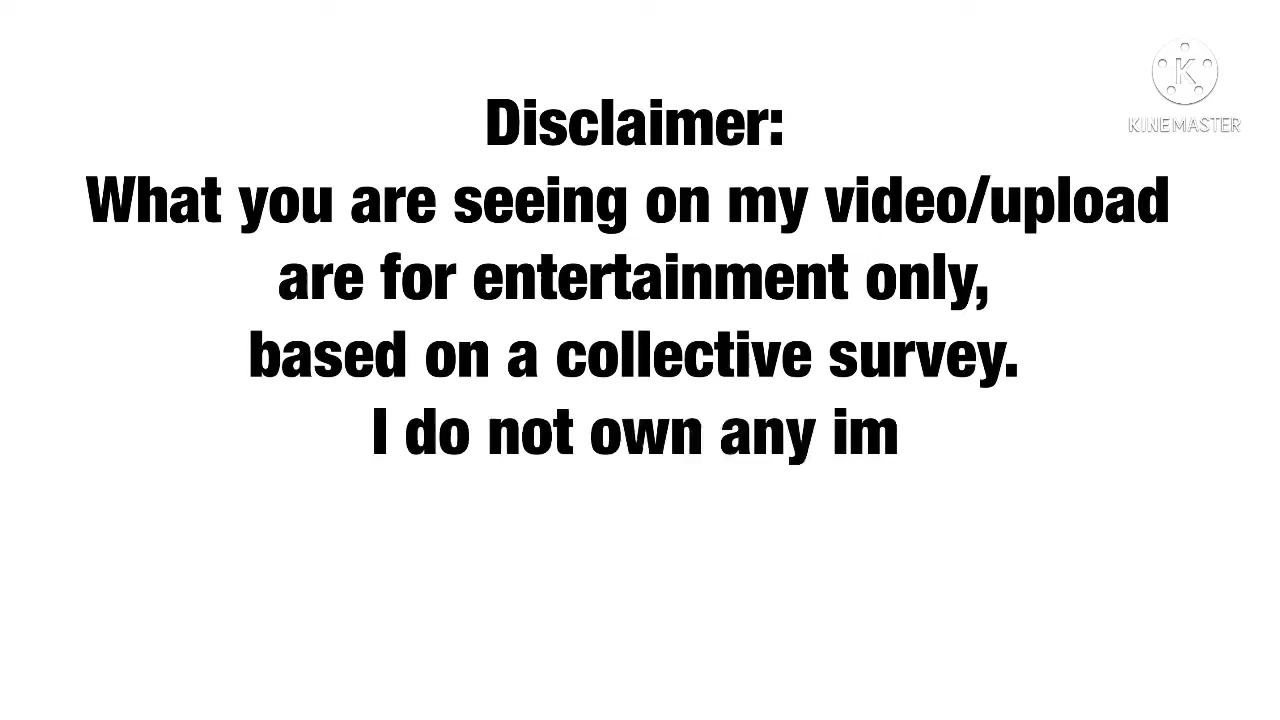 KINEMASTER
Disclaimer:
What you are seeing on my video/upload
are for entertainment only,
based on a collective survey.
I do not own any im